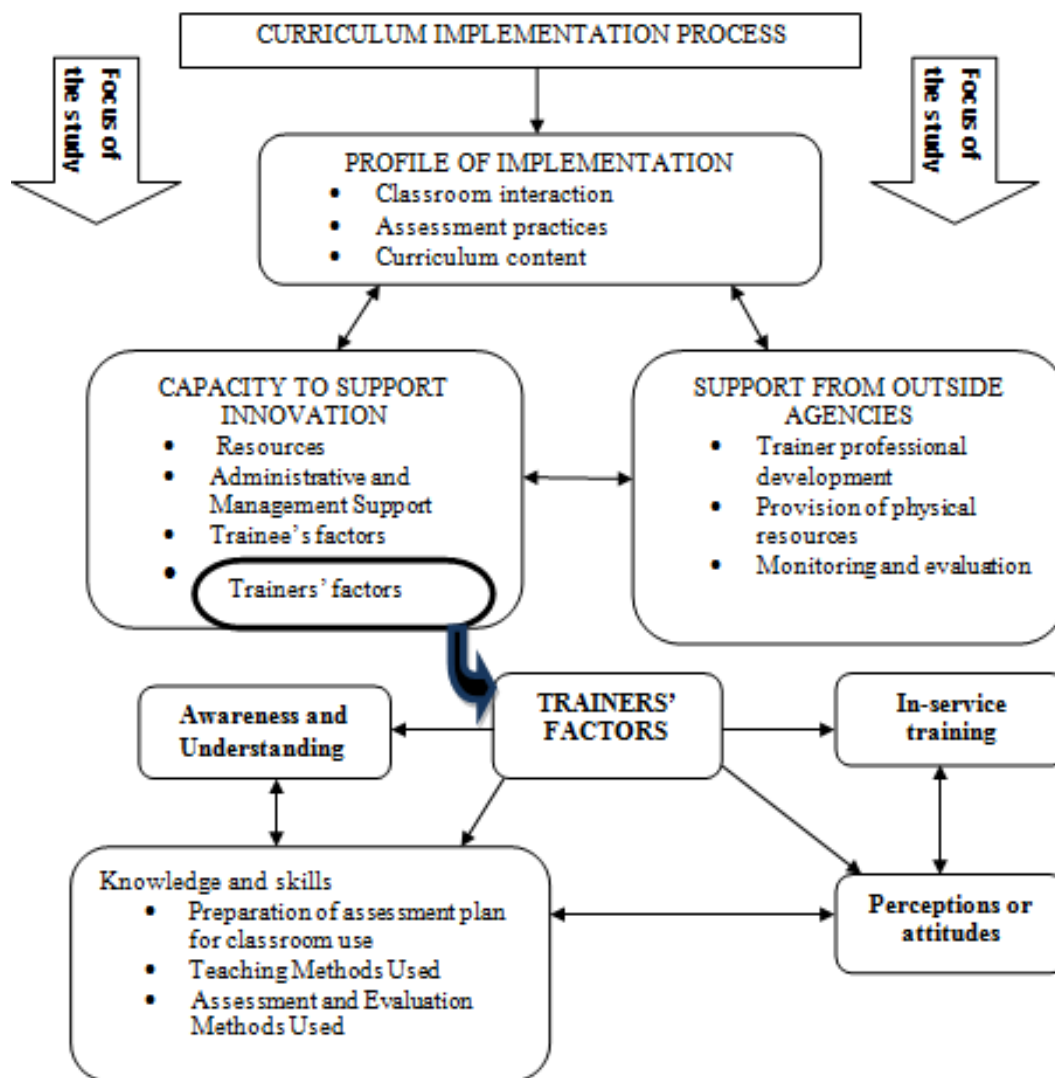 CURRICULUM IMPLEMENTATION PROCESS
Focus of
the study
Focus of
the study
PROFILE OF IMPLEMENTATION
• Classroom interaction
• Assessment practices
• Curriculum content
CAPACITY TO SUPPORT
INNOVATION
• Resources
• Administrative and
Management Support
• Trainee’s factors
• Trainers’ factors
SUPPORT FROM OUTSIDE
AGENCIES
• Trainer professional
development
• Provision of physical
resources
• Monitoring and evaluation
Awareness and
Understanding
TRAINERS’
FACTORS
In-service
training
Knowledge and skills
• Preparation of assessment plan
for classroom use
• Teaching Methods Used
• Assessment and Evaluation
Methods Used
Perceptions or
attitudes